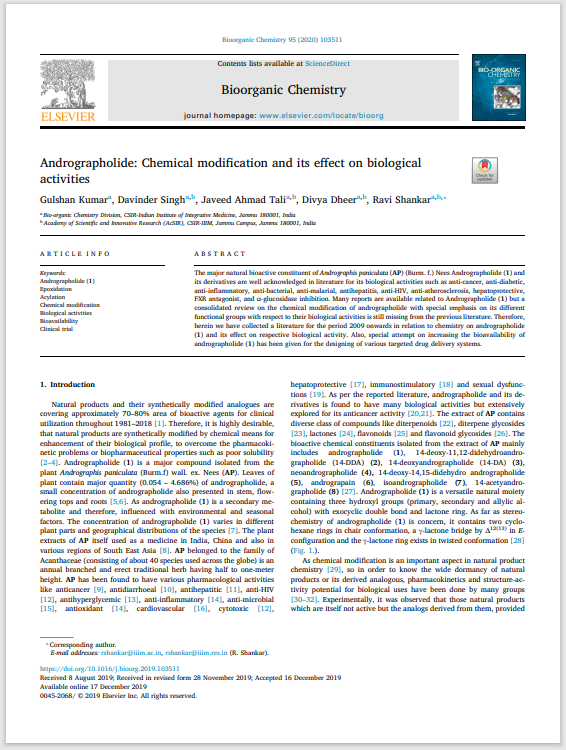 Bioorganic Chemistry 95 (2020) 103511
Contents lists available at ScienceDirect
Bioorganic Chemistry
journal homepage: www.elsevier.com/locate/bioorg
ELSEVIER
BIO-ORGANIC
CHEMISTRY
Andrographolide: Chemical modification and its effect on biological
activities
Check for
updates
Gulshan Kumarᵃ, Davinder Singhᵃ,ᵇ, Javeed Ahmad Taliᵃ,ᵇ, Divya Dheerᵃ,ᵇ, Ravi Shankarᵃ,ᵇ,*
ᵃ Bio-organic Chemistry Division, CSIR-Indian Institute of Integrative Medicine, Jammu 180001, India
ᵇ Academy of Scientific and Innovative Research (AcSIR), CSIR-IIIM, Jammu Campus, Jammu 180001, India
ARTICLE INFO
Keywords:
Andrographolide (1)
Epoxidation
Acylation
Chemical modification
Biological activities
Bioavailability
Clinical trial
ABSTRACT
The major natural bioactive constituent of Andrographis paniculata (AP) (Burm. f.) Nees Andrographolide (1) and
its derivatives are well acknowledged in literature for its biological activities such as anti-cancer, anti-diabetic,
anti-inflammatory, anti-bacterial, anti-malarial, antihepatitis, anti-HIV, anti-atherosclerosis, hepatoprotective,
FXR antagonist, and α-glucosidase inhibition. Many reports are available related to Andrographolide (1) but a
consolidated review on the chemical modification of andrographolide with special emphasis on its different
functional groups with respect to their biological activities is still missing from the previous literature. Therefore,
herein we have collected a literature for the period 2009 onwards in relation to chemistry on andrographolide
(1) and its effect on respective biological activity. Also, special attempt on increasing the bioavailability of
andrographolide (1) has been given for the designing of various targeted drug delivery systems.
1. Introduction
Natural products and their synthetically modified analogues are
covering approximately 70–80% area of bioactive agents for clinical
utilization throughout 1981–2018 [1]. Therefore, it is highly desirable,
that natural products are synthetically modified by chemical means for
enhancement of their biological profile, to overcome the pharmacoki-
netic problems or biopharmaceutical properties such as poor solubility
[2–4]. Andrographolide (1) is a major compound isolated from the
plant Andrographis paniculata (Burm.f) wall. ex. Nees (AP). Leaves of
plant contain major quantity (0.054 – 4.686%) of andrographolide, a
small concentration of andrographolide also presented in stem, flow-
ering tops and roots [5,6]. As andrographolide (1) is a secondary me-
tabolite and therefore, influenced with environmental and seasonal
factors. The concentration of andrographolide (1) varies in different
plant parts and geographical distributions of the species [7]. The plant
extracts of AP itself used as a medicine in India, China and also in
various regions of South East Asia [8]. AP belonged to the family of
Acanthaceae (consisting of about 40 species used across the globe) is an
annual branched and erect traditional herb having half to one-meter
height. AP has been found to have various pharmacological activities
like anticancer [9], antidiarrhoeal [10], antihepatitic [11], anti-HIV
[12], antihyperglycemic [13], anti-inflammatory [14], anti-microbial
[15], antioxidant [14], cardiovascular [16], cytotoxic [12],
hepatoprotective [17], immunostimulatory [18] and sexual dysfunc-
tions [19]. As per the reported literature, andrographolide and its de-
rivatives is found to have many biological activities but extensively
explored for its anticancer activity [20,21]. The extract of AP contains
diverse class of compounds like diterpenoids [22], diterpene glycosides
[23], lactones [24], flavonoids [25] and flavonoid glycosides [26]. The
bioactive chemical constituents isolated from the extract of AP mainly
includes andrographolide (1), 14-deoxy-11,12-didehydroandro-
grapholide (14-DDA) (2), 14-deoxyandrographolide (14-DA) (3),
neoandrographolide (4), 14-deoxy-14,15-dehydro andrographolide
(5), andrograpain (6), isoandrographolide (7), 14-acetyandro-
grapholide (8) [27]. Andrographolide (1) is a versatile natural moiety
containing three hydroxyl groups (primary, secondary and allylic al-
cohol) with exocyclic double bond and lactone ring. As far as stereo-
chemistry of andrographolide (1) is concern, it contains two cyclo-
hexane rings in chair conformation, a γ-lactone bridge by Δ¹²⁽¹³⁾ in E-
configuration and the γ-lactone ring exists in twisted conformation [28]
(Fig. 1.).
As chemical modification is an important aspect in natural product
chemistry [29], so in order to know the wide dormancy of natural
products or its derived analogous, pharmacokinetics and structure-ac-
tivity potential for biological uses have been done by many groups
[30–32]. Experimentally, it was observed that those natural products
which are itself not active but the analogs derived from them, provided
* Corresponding author.
E-mail addresses: rshankar@iiim.ac.in, rshankar@iiim.res.in (R. Shankar).
https://doi.org/10.1016/j.bioorg.2019.103511
Received 8 August 2019; Received in revised form 28 November 2019; Accepted 16 December 2019
Available online 17 December 2019
0045-2068/ © 2019 Elsevier Inc. All rights reserved.